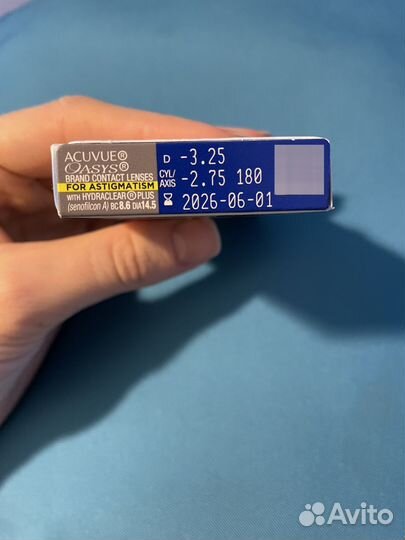 ACUVUE®
OASYS®
BRAND CONTACT LENSES
FOR ASTIGMATISM
WITH HYDRACLEAR® PLUS
(senofilcon A) BC 8.6 DIA 14.5
D -3.25
CYL/
AXIS -2.75 180
2026-06-01
Avito